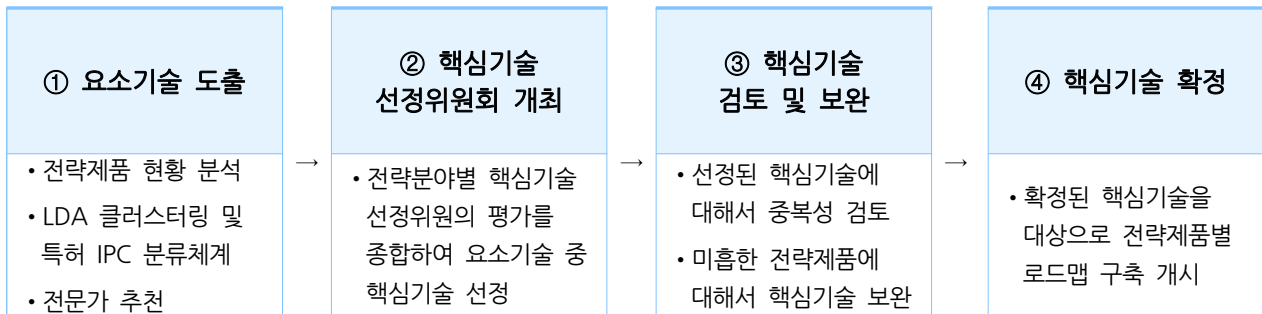 ① 요소기술 도출
• 전략제품 현황 분석
• LDA 클러스터링 및
특허 IPC 분류체계
• 전문가 추천
→
② 핵심기술
선정위원회 개최
• 전략분야별 핵심기술
선정위원의 평가를
종합하여 요소기술 중
핵심기술 선정
→
③ 핵심기술
검토 및 보완
• 선정된 핵심기술에
대해서 중복성 검토
• 미흡한 전략제품에
대해서 핵심기술 보완
→
④ 핵심기술 확정
• 확정된 핵심기술을
대상으로 전략제품별
로드맵 구축 개시